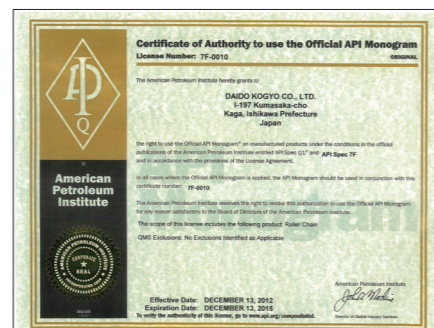 Certificate of Authority to use the Official API Monogram
License Number: 7F-0010
ORIGINAL
The American Petroleum Institute hereby grants to
DAIDO KOGYO CO., LTD.
I-197 Kumasaka-cho
Kaga, Ishikawa Prefecture
Japan
the right to use the Official API Monogram® on manufactured products under the conditions in the official
publications of the American Petroleum Institute entitled API Spec Q1® and API Spec 7F
and in accordance with the provisions of the License Agreement.
In all cases where the Official API Monogram is applied, the API Monogram should be used in conjunction with this
certificate number: 7F-0010
The American Petroleum Institute reserves the right to revoke this authorization to use the Official API Monogram
for any reason satisfactory to the Board of Directors of the American Petroleum Institute.
The scope of this license includes the following product: Roller Chain
QMS Exclusions: No Exclusions Identified as Applicable
API
Q
American
Petroleum
Institute
CORPORATE
SEAL
American Petroleum Institute
Effective Date: DECEMBER 13, 2012
Expiration Date: DECEMBER 13, 2015
To verify the authenticity of this license, go to www.api.org/compositelist.
Director of Global Industry Services